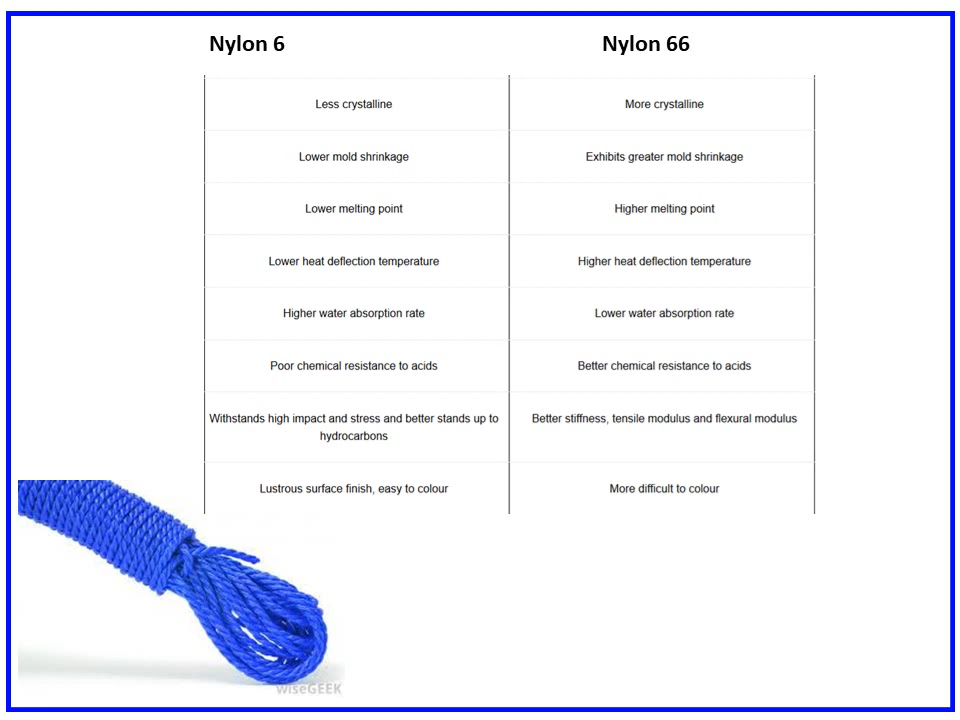 Nylon 6 Nylon 66
Less crystalline More crystalline
Lower mold shrinkage Exhibits greater mold shrinkage
Lower melting point Higher melting point
Lower heat deflection temperature Higher heat deflection temperature
Higher water absorption rate Lower water absorption rate
Poor chemical resistance to acids Better chemical resistance to acids
Withstands high impact and stress and better stands up to Better stiffness, tensile modulus and flexural modulus
hydrocarbons
Lustrous surface finish, easy to colour More difficult to colour
wiseGEEK